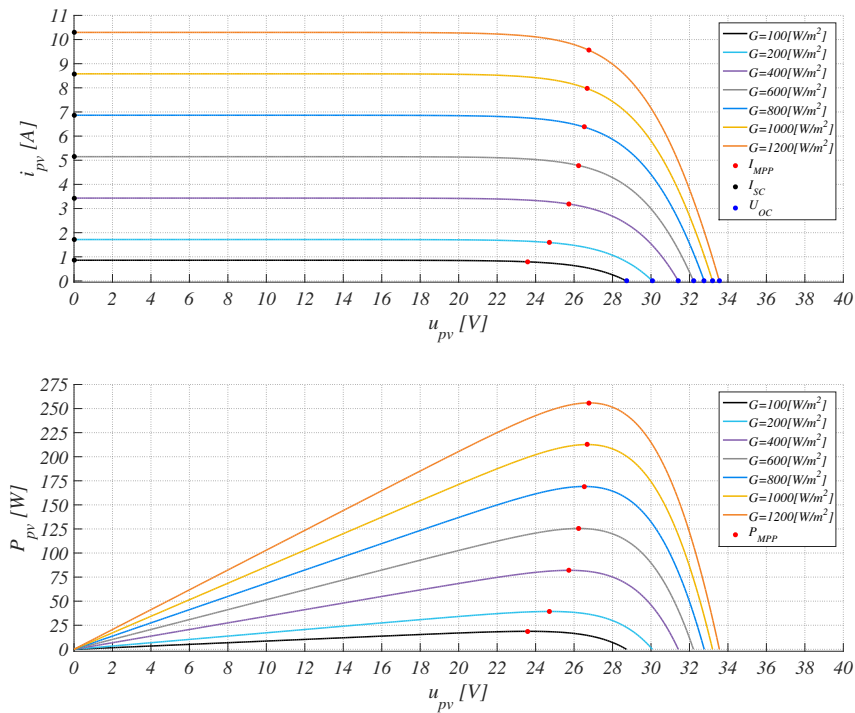 11
10
9
8
7
6
5
4
3
2
1
0
i_pv [A]
0 2 4 6 8 10 12 14 16 18 20 22 24 26 28 30 32 34 36 38 40
u_pv [V]
G=100[W/m²]
G=200[W/m²]
G=400[W/m²]
G=600[W/m²]
G=800[W/m²]
G=1000[W/m²]
G=1200[W/m²]
I_MPP
I_SC
U_OC
275
250
225
200
175
150
125
100
75
50
25
0
P_pv [W]
0 2 4 6 8 10 12 14 16 18 20 22 24 26 28 30 32 34 36 38 40
u_pv [V]
G=100[W/m²]
G=200[W/m²]
G=400[W/m²]
G=600[W/m²]
G=800[W/m²]
G=1000[W/m²]
G=1200[W/m²]
P_MPP